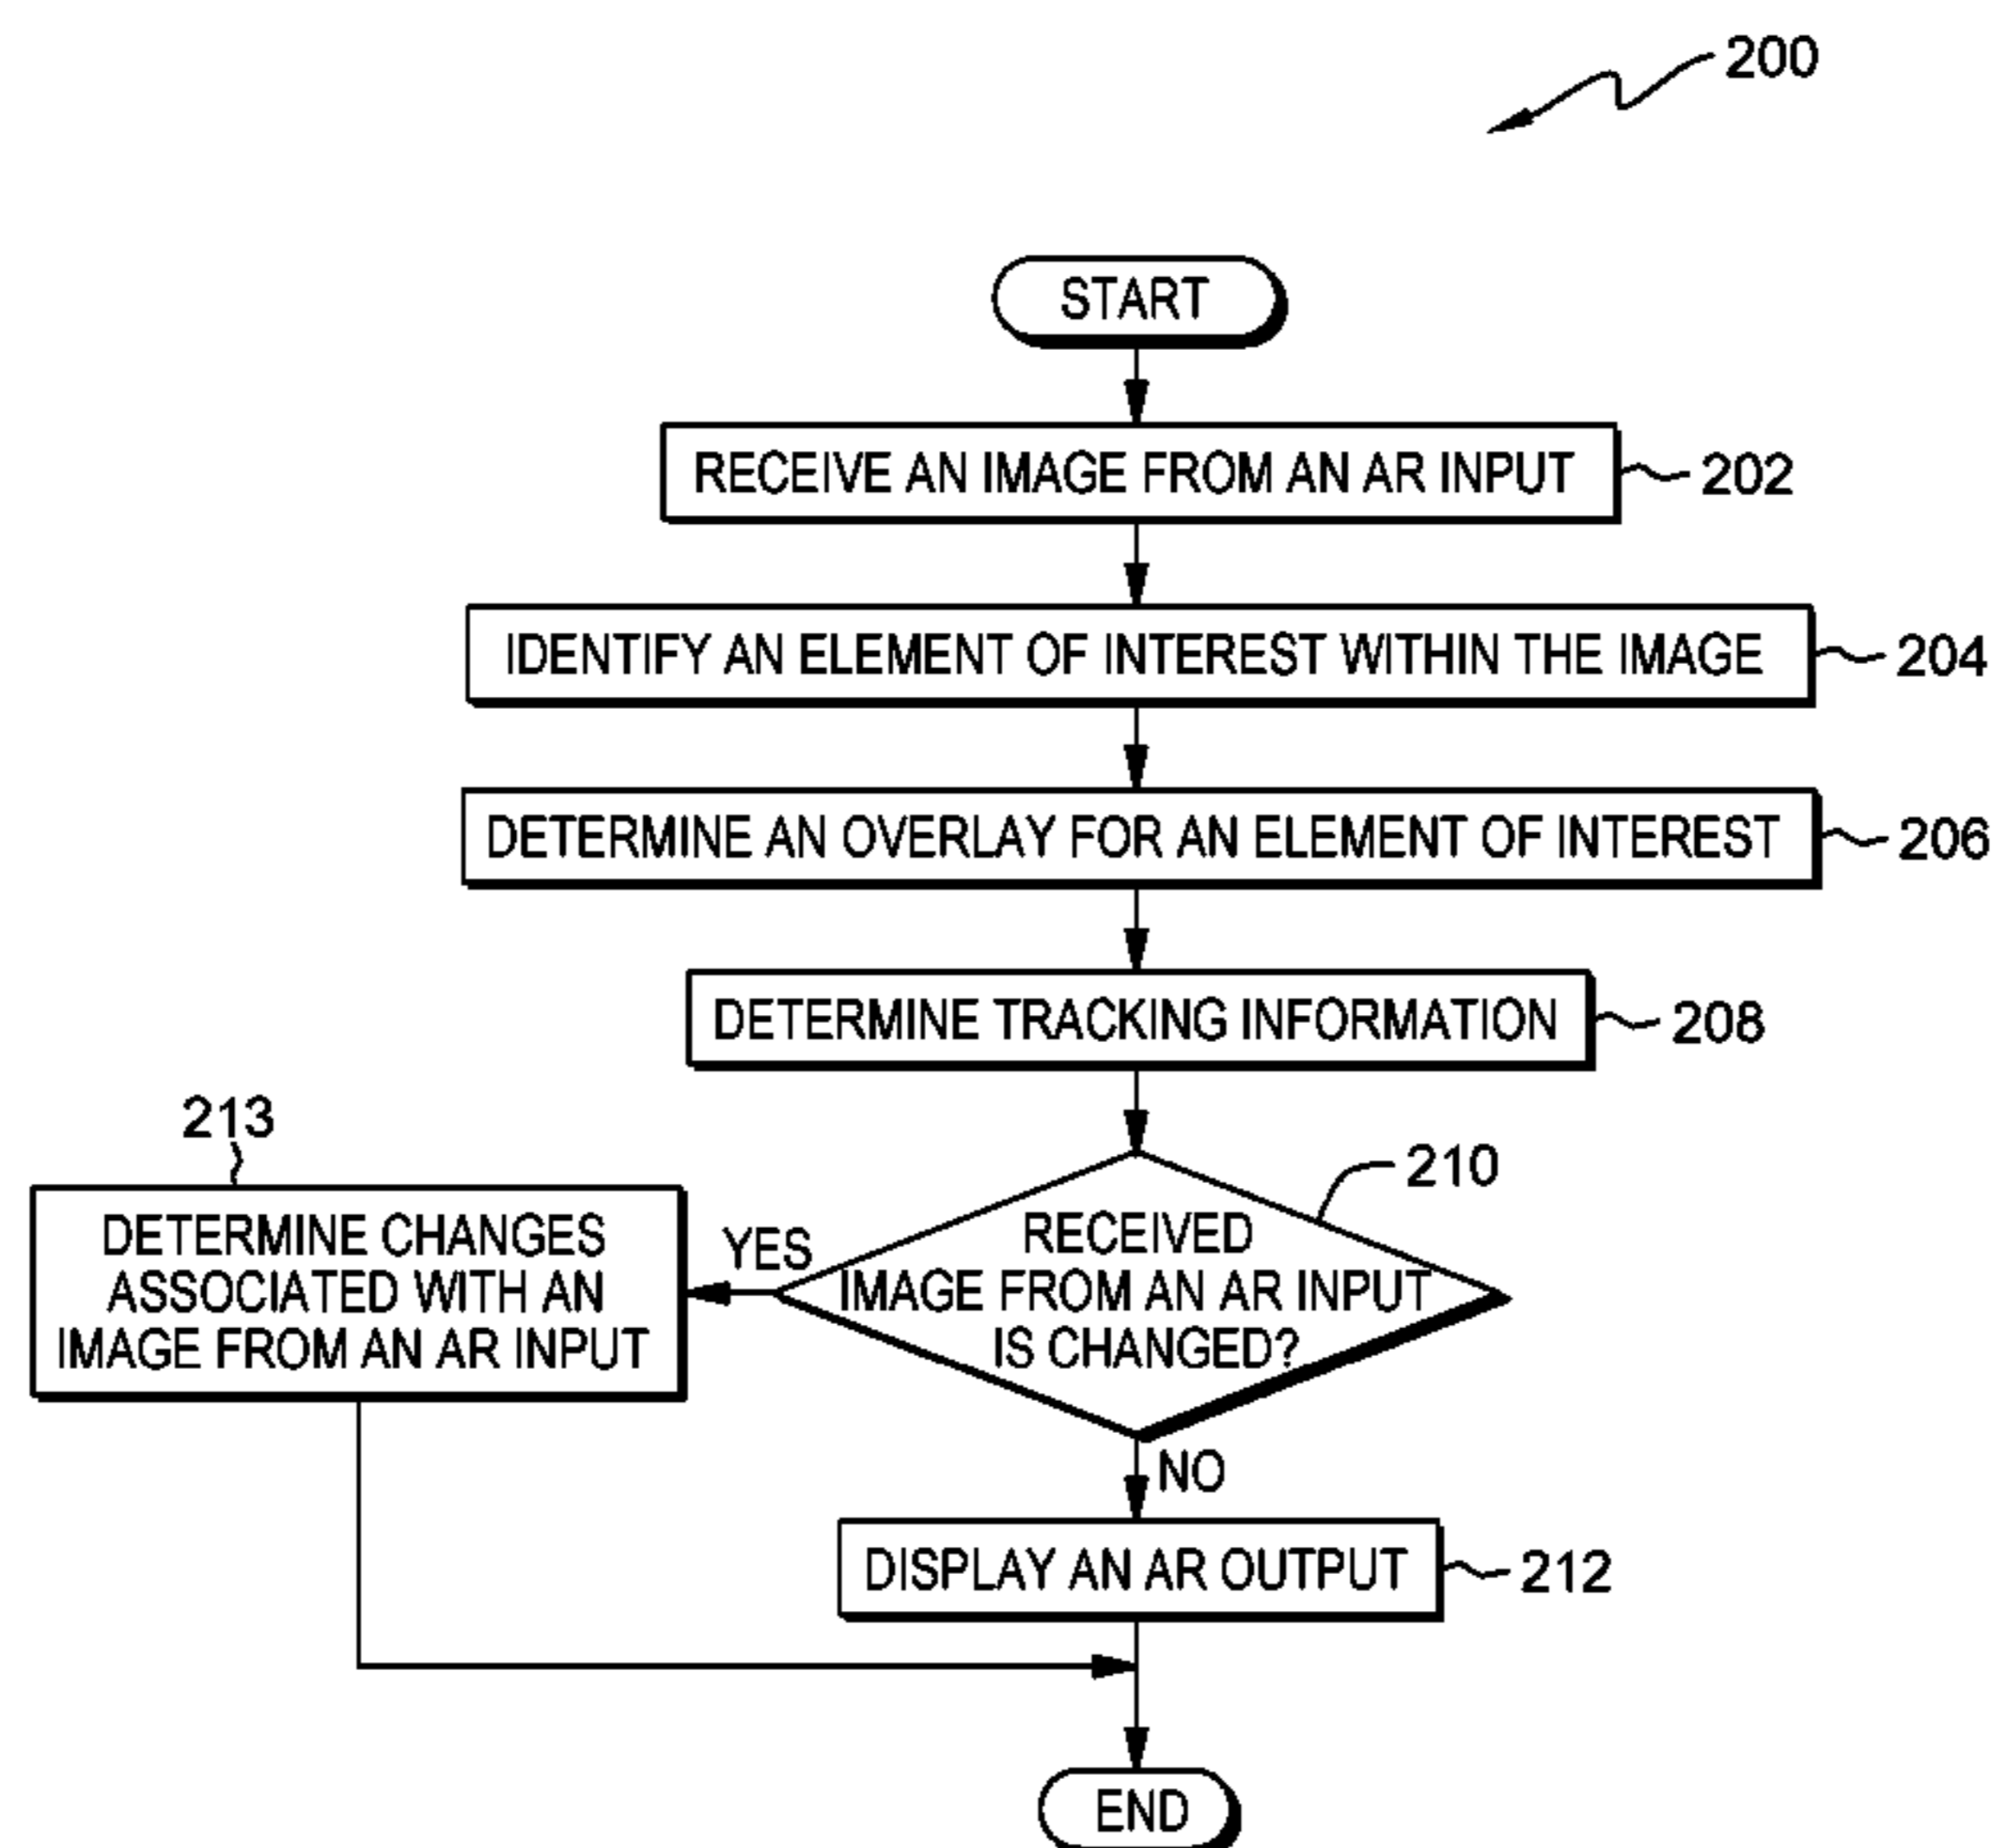 200
START
RECEIVE AN IMAGE FROM AN AR INPUT
202
IDENTIFY AN ELEMENT OF INTEREST WITHIN THE IMAGE
204
DETERMINE AN OVERLAY FOR AN ELEMENT OF INTEREST
206
DETERMINE TRACKING INFORMATION
208
213
DETERMINE CHANGES
ASSOCIATED WITH AN
IMAGE FROM AN AR INPUT
YES
210
RECEIVED
IMAGE FROM AN AR INPUT
IS CHANGED?
NO
DISPLAY AN AR OUTPUT
212
END